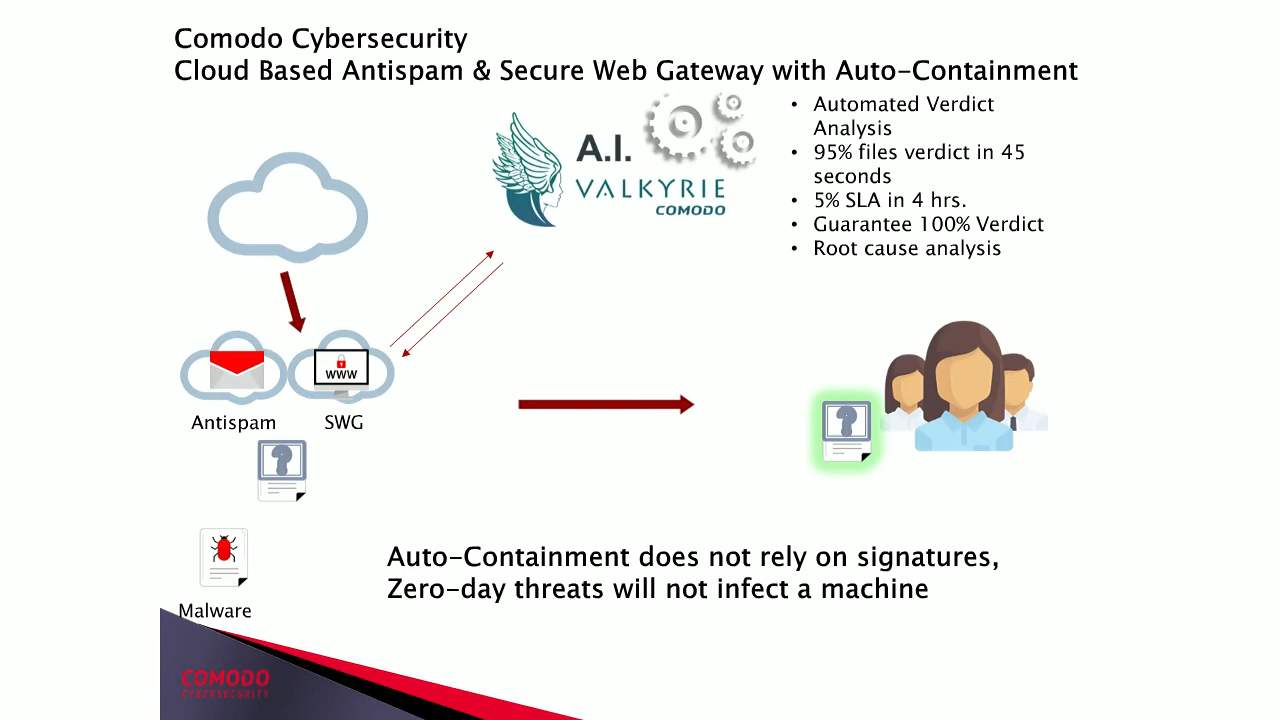 Comodo Cybersecurity
Cloud Based Antispam & Secure Web Gateway with Auto-Containment
A.I.
VALKYRIE
COMODO
• Automated Verdict
Analysis
• 95% files verdict in 45
seconds
• 5% SLA in 4 hrs.
• Guarantee 100% Verdict
• Root cause analysis
WWW
Antispam
SWG
?
?
Auto-Containment does not rely on signatures,
Zero-day threats will not infect a machine
Malware
COMODO
CYBERSECURITY